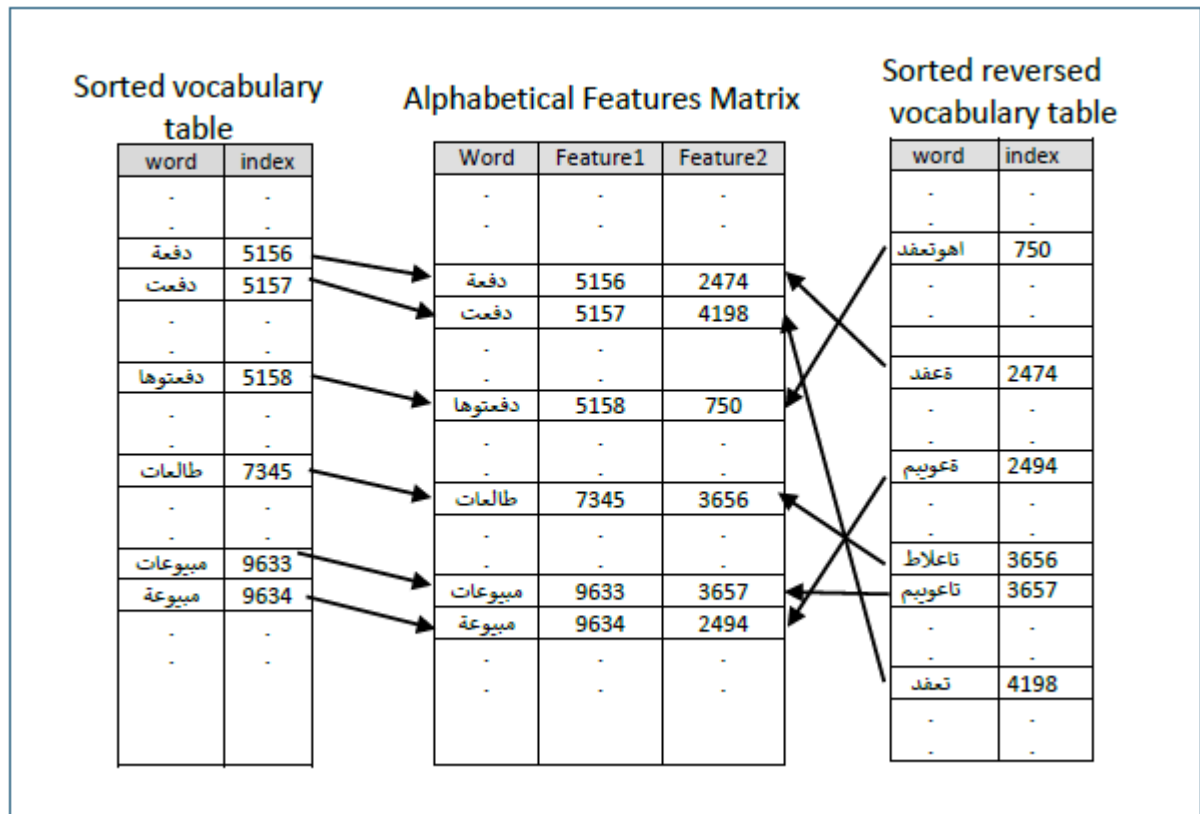 Sorted vocabulary
table
word index
دفعة 5156
دفعت 5157
دفعتوها 5158
طالعات 7345
مبيوعات 9633
مبيوعة 9634
Alphabetical Features Matrix
Word Feature1 Feature2
دفعة 5156 2474
دفعت 5157 4198
دفعتوها 5158 750
طالعات 7345 3656
مبيوعات 9633 3657
مبيوعة 9634 2494
Sorted reversed
vocabulary table
word index
اهوتعفد 750
ةعفد 2474
ةعويبم 2494
تاعلاط 3656
تاعويبم 3657
تعفد 4198